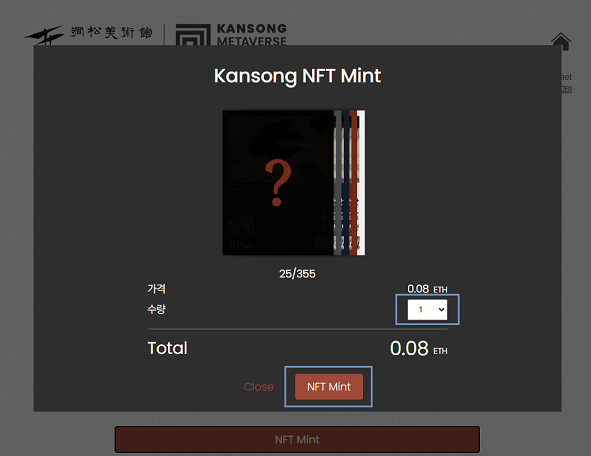 澗松美術館
KANSONG
METAVERSE
Kansong NFT Mint
?
1054
25/355
가격 0.08 ETH
수량 1
Total 0.08 ETH
Close NFT Mint
NFT Mint